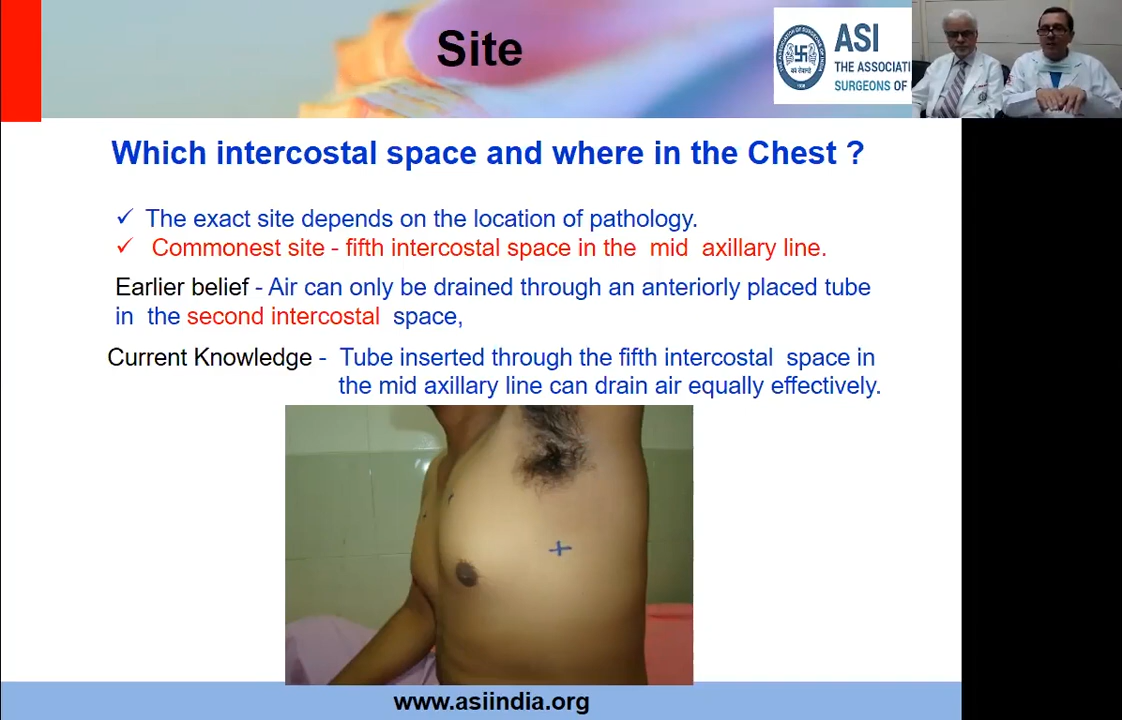 Site
ASI
THE ASSOCIATI
SURGEONS OF
Which intercostal space and where in the Chest ?
✓ The exact site depends on the location of pathology.
✓ Commonest site - fifth intercostal space in the mid axillary line.
Earlier belief - Air can only be drained through an anteriorly placed tube
in the second intercostal space,
Current Knowledge - Tube inserted through the fifth intercostal space in
the mid axillary line can drain air equally effectively.
www.asiindia.org